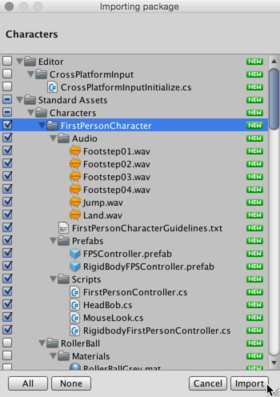 Importing package
Characters
Editor NEW
CrossPlatformInput NEW
CrossPlatformInputInitialize.cs NEW
Standard Assets NEW
Characters NEW
FirstPersonCharacter NEW
Audio NEW
Footstep01.wav NEW
Footstep02.wav NEW
Footstep03.wav NEW
Footstep04.wav NEW
Jump.wav NEW
Land.wav NEW
FirstPersonCharacterGuidelines.txt NEW
Prefabs NEW
FPSController.prefab NEW
RigidBodyFPSController.prefab NEW
Scripts NEW
FirstPersonController.cs NEW
HeadBob.cs NEW
MouseLook.cs NEW
RigidbodyFirstPersonController.cs NEW
RollerBall NEW
Materials NEW
RollerBallGrey.mat
All None Cancel Import